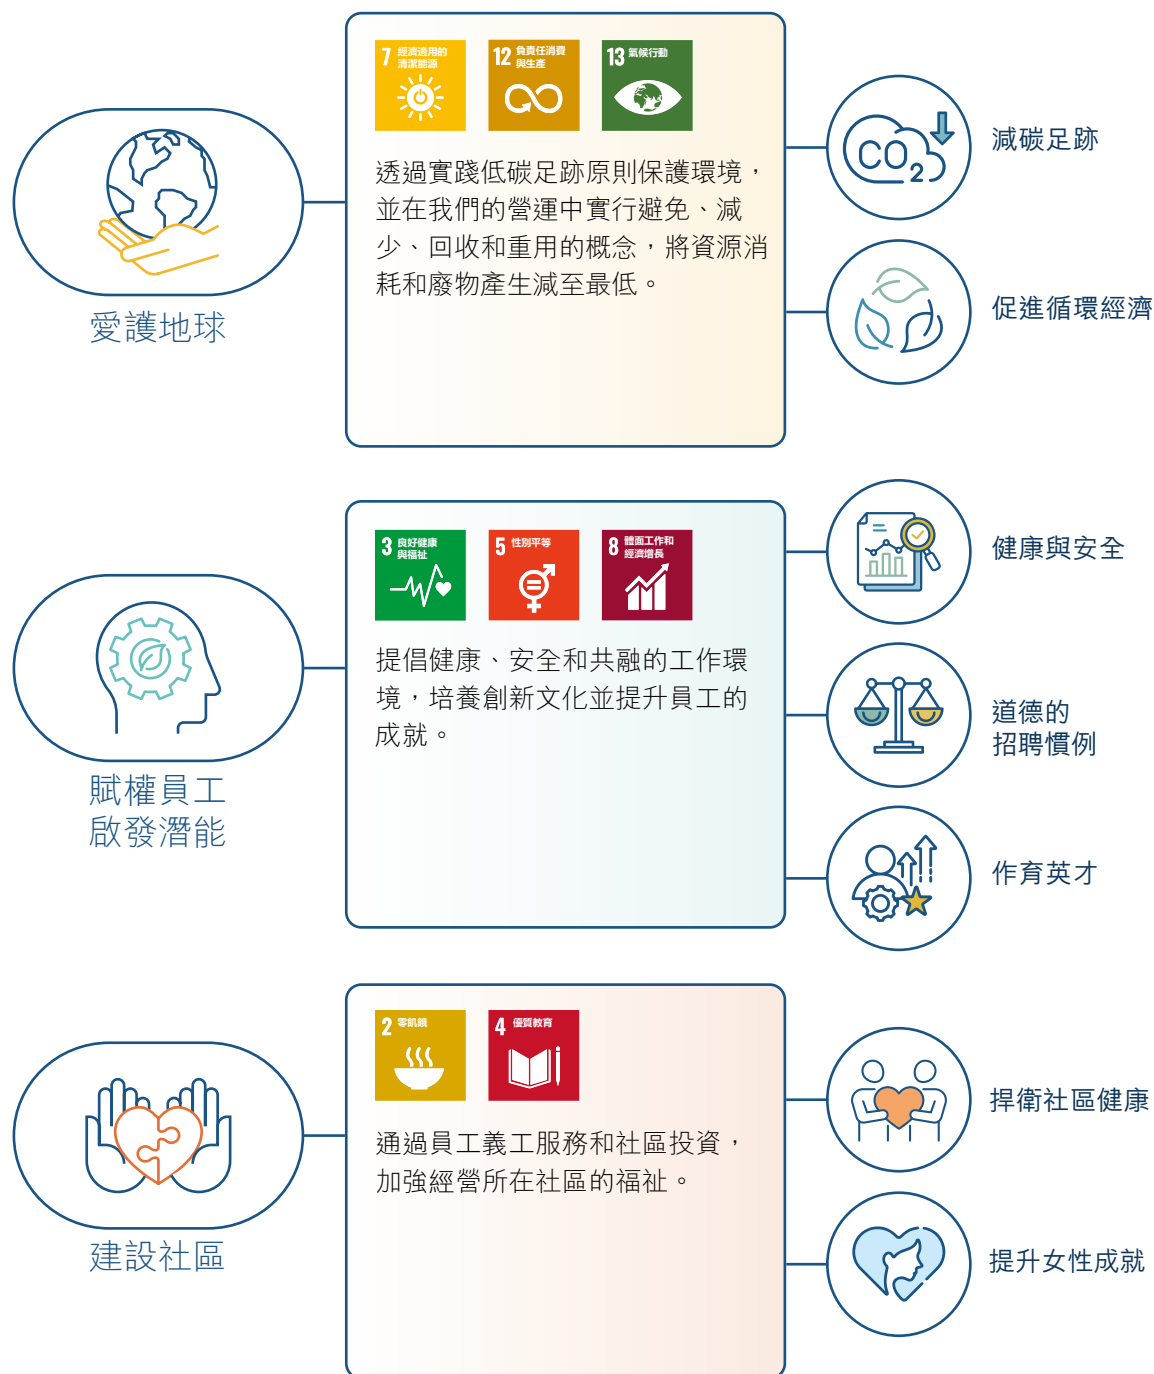 7 經濟適用的
清潔能源
12 負責任消費
與生產
13 氣候行動
透過實踐低碳足跡原則保護環境，
並在我們的營運中實行避免、減
少、回收和重用的概念，將資源消
耗和廢物產生減至最低。
愛護地球
CO2
減碳足跡
促進循環經濟
3 良好健康
與福祉
5 性別平等
8 體面工作和
經濟增長
提倡健康、安全和共融的工作環
境，培養創新文化並提升員工的
成就。
賦權員工
啟發潛能
健康與安全
道德的
招聘慣例
作育英才
2 零飢餓
4 優質教育
通過員工義工服務和社區投資，
加強經營所在社區的福祉。
建設社區
捍衛社區健康
提升女性成就